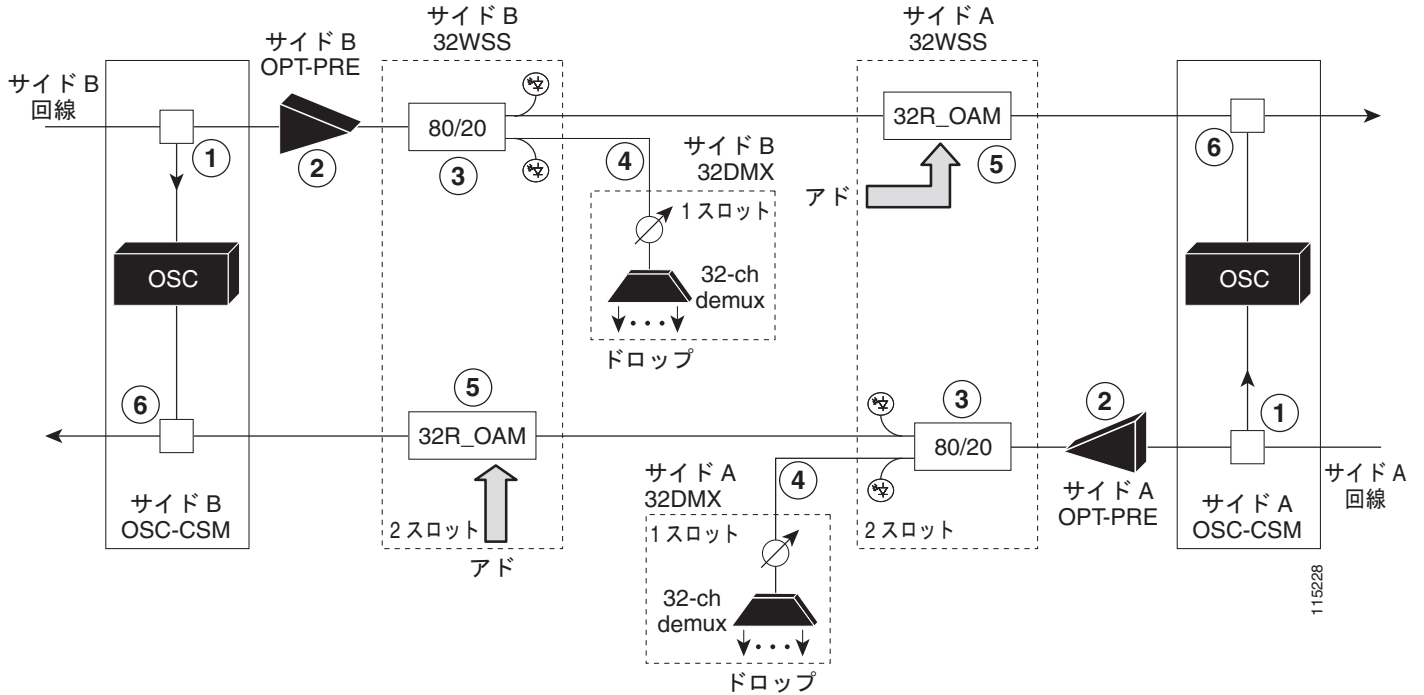 サイド B
32WSS
サイド A
32WSS
サイド B
OPT-PRE
サイド B
回線
80/20
32R_OAM
1
2
3
4
サイド B
32DMX
5
6
アド
1 スロット
OSC
32-ch
demux
OSC
ドロップ
5
3
2
6
1
32R_OAM
80/20
サイド A
32DMX
4
サイド A
OPT-PRE
サイド A
回線
サイド B
OSC-CSM
2 スロット
アド
1 スロット
2 スロット
サイド A
OSC-CSM
32-ch
demux
ドロップ
115228